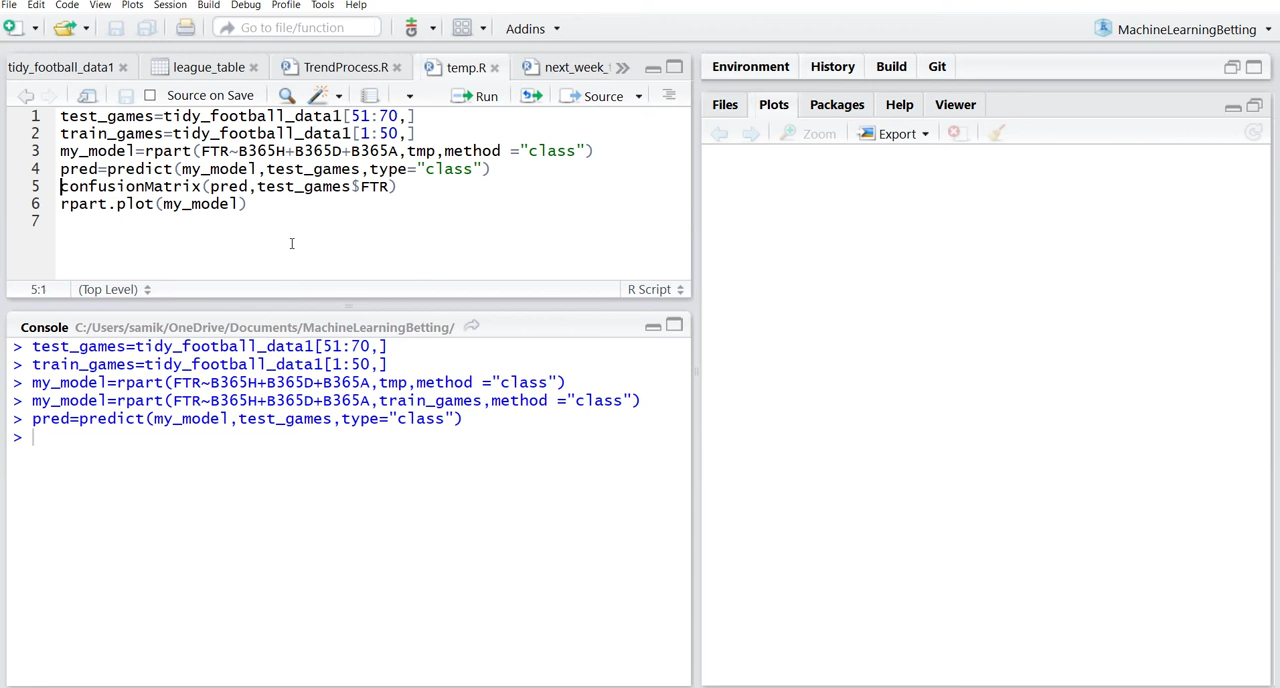 File Edit Code View Plots Session Build Debug Profile Tools Help
Go to file/function Addins MachineLearningBetting
tidy_football_data1 league_table TrendProcess.R temp.R next_week_
Source on Save Run Source
1 test_games=tidy_football_data1[51:70,]
2 train_games=tidy_football_data1[1:50,]
3 my_model=rpart(FTR~B365H+B365D+B365A,tmp,method ="class")
4 pred=predict(my_model,test_games,type="class")
5 confusionMatrix(pred,test_games$FTR)
6 rpart.plot(my_model)
7
5:1 (Top Level) R Script
Console C:/Users/samik/OneDrive/Documents/MachineLearningBetting/
> test_games=tidy_football_data1[51:70,]
> train_games=tidy_football_data1[1:50,]
> my_model=rpart(FTR~B365H+B365D+B365A,tmp,method ="class")
> my_model=rpart(FTR~B365H+B365D+B365A,train_games,method ="class")
> pred=predict(my_model,test_games,type="class")
>
Environment History Build Git
Files Plots Packages Help Viewer
Zoom Export